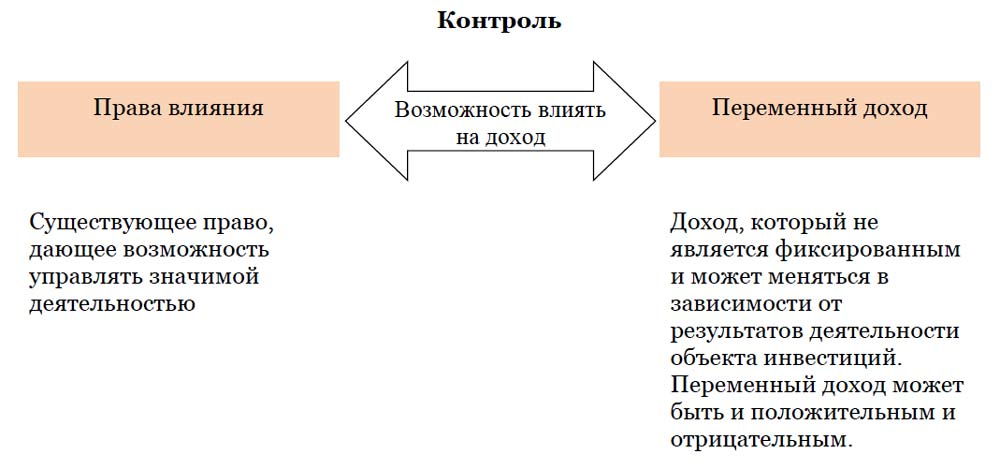 Контроль
Права влияния
Возможность влиять
на доход
Переменный доход
Существующее право,
дающее возможность
управлять значимой
деятельностью
Доход, который не
является фиксированным
и может меняться в
зависимости от
результатов деятельности
объекта инвестиций.
Переменный доход может
быть и положительным и
отрицательным.